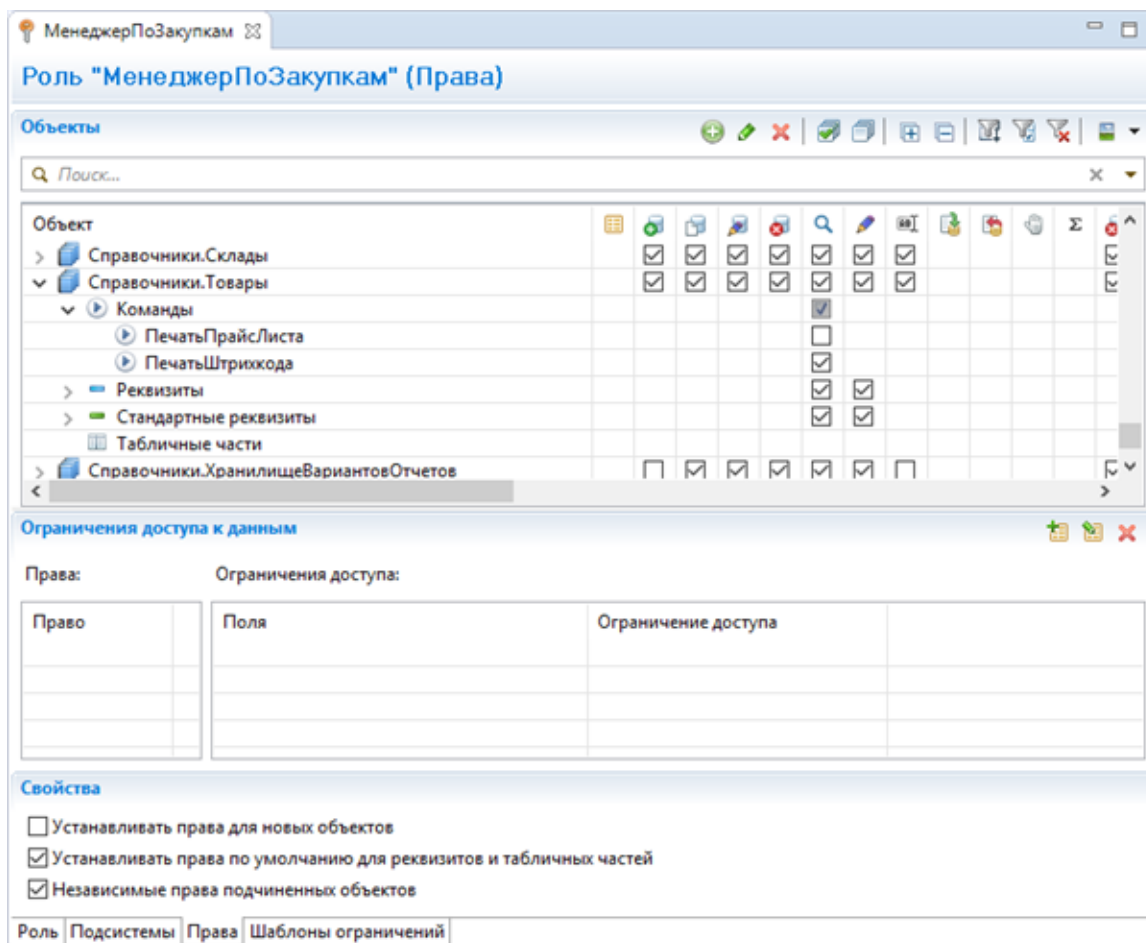 МенеджерПоЗакупкам
Роль "МенеджерПоЗакупкам" (Права)
Объекты
Поиск...
Объект Σ
Справочники.Склады
Справочники.Товары
Команды
ПечатьПрайсЛиста
ПечатьШтрихкода
Реквизиты
Стандартные реквизиты
Табличные части
Справочники.ХранилищеВариантовОтчетов
Ограничения доступа к данным
Права: Ограничения доступа:
Право Поля Ограничение доступа
Свойства
Устанавливать права для новых объектов
Устанавливать права по умолчанию для реквизитов и табличных частей
Независимые права подчиненных объектов
Роль Подсистемы Права Шаблоны ограничений